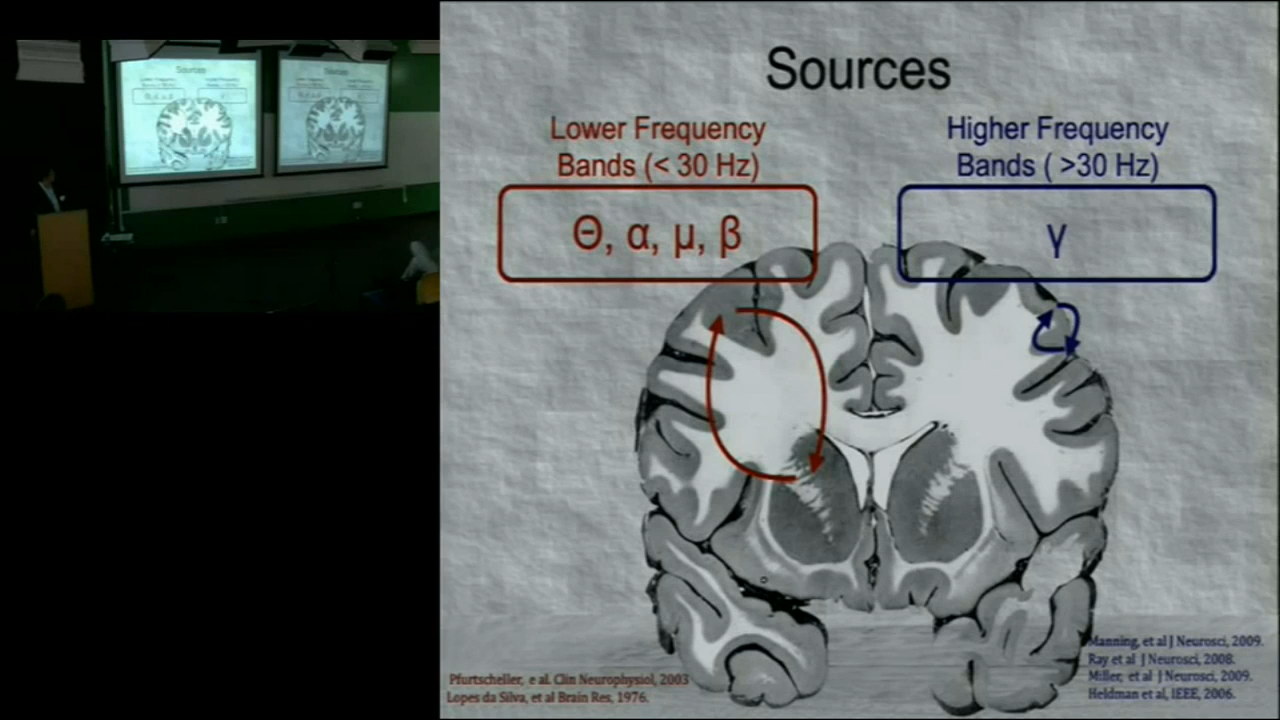 Sources
Lower Frequency
Bands (< 30 Hz)
Θ, α, μ, β
Higher Frequency
Bands ( >30 Hz)
γ
Pfurtscheller, e al. Clin Neurophysiol, 2003
Lopes da Silva, et al Brain Res, 1976.
Manning, et al J Neurosci, 2009.
Ray et al J Neurosci, 2008.
Miller, et al J Neurosci, 2009.
Heldman et al, IEEE, 2006.
Sources
Sources